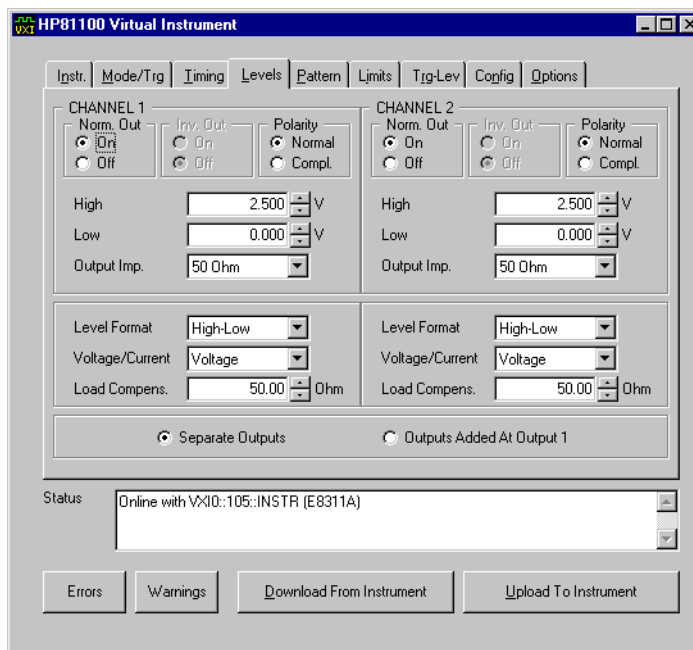 VXI HP81100 Virtual Instrument
Instr. Mode/Trg Timing Levels Pattern Limits Trg-Lev Config Options
CHANNEL 1 CHANNEL 2
Norm. Out Inv. Out Polarity Norm. Out Inv. Out Polarity
On On Normal On On Normal
Off Off Compl. Off Off Compl.
High 2.500 V High 2.500 V
Low 0.000 V Low 0.000 V
Output Imp. 50 Ohm Output Imp. 50 Ohm
Level Format High-Low Level Format High-Low
Voltage/Current Voltage Voltage/Current Voltage
Load Compens. 50.00 Ohm Load Compens. 50.00 Ohm
Separate Outputs Outputs Added At Output 1
Status Online with VXI0::105::INSTR (E8311A)
Errors Warnings Download From Instrument Upload To Instrument